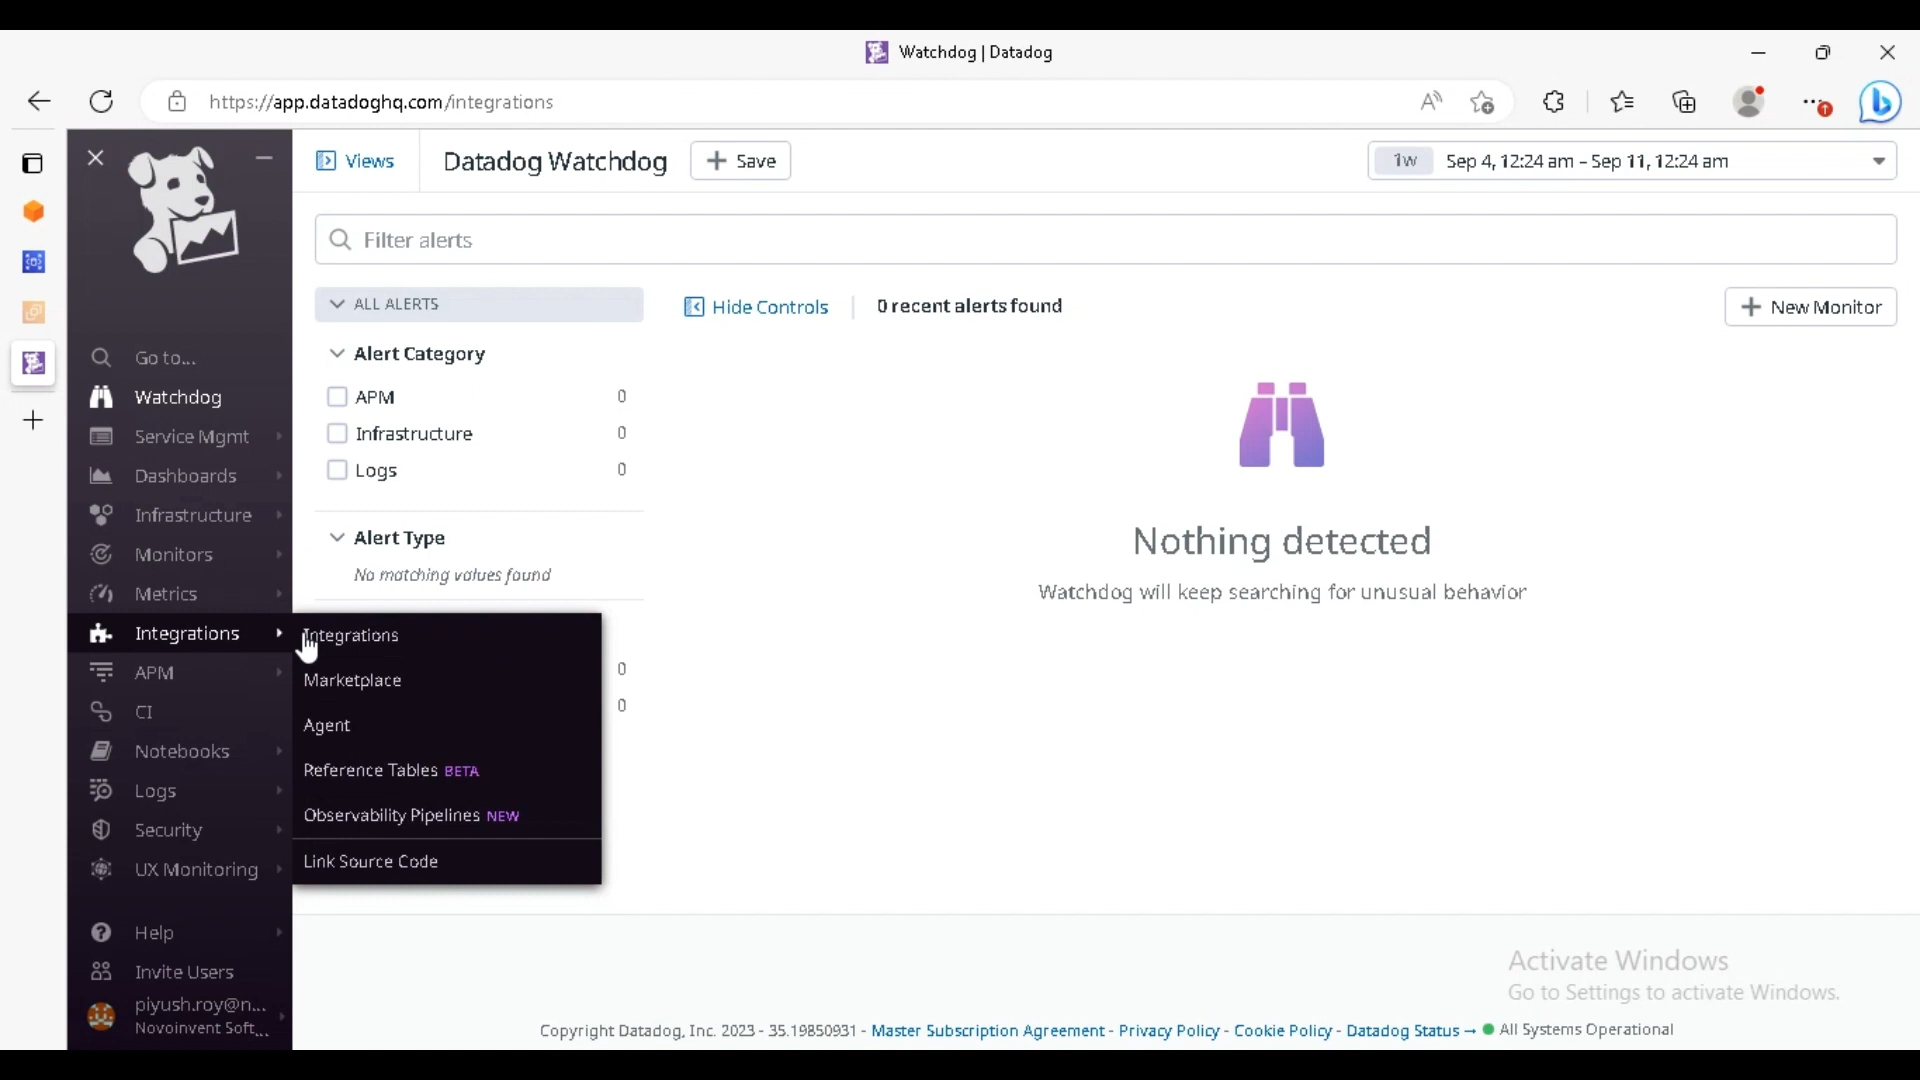 Watchdog | Datadog
https://app.datadoghq.com/integrations
Views
Datadog Watchdog
+ Save
1w Sep 4, 12:24 am – Sep 11, 12:24 am
Filter alerts
ALL ALERTS
Hide Controls
0 recent alerts found
+ New Monitor
Go to...
Watchdog
Service Mgmt
Dashboards
Infrastructure
Monitors
Metrics
Integrations
APM
CI
Notebooks
Logs
Security
UX Monitoring
Help
Invite Users
piyush.roy@n...
Novoinvent Soft...
Alert Category
APM 0
Infrastructure 0
Logs 0
Alert Type
No matching values found
Integrations
Marketplace
Agent
Reference Tables BETA
Observability Pipelines NEW
Link Source Code
0
0
Nothing detected
Watchdog will keep searching for unusual behavior
Activate Windows
Go to Settings to activate Windows.
Copyright Datadog, Inc. 2023 - 35.19850931 - Master Subscription Agreement - Privacy Policy - Cookie Policy - Datadog Status → All Systems Operational